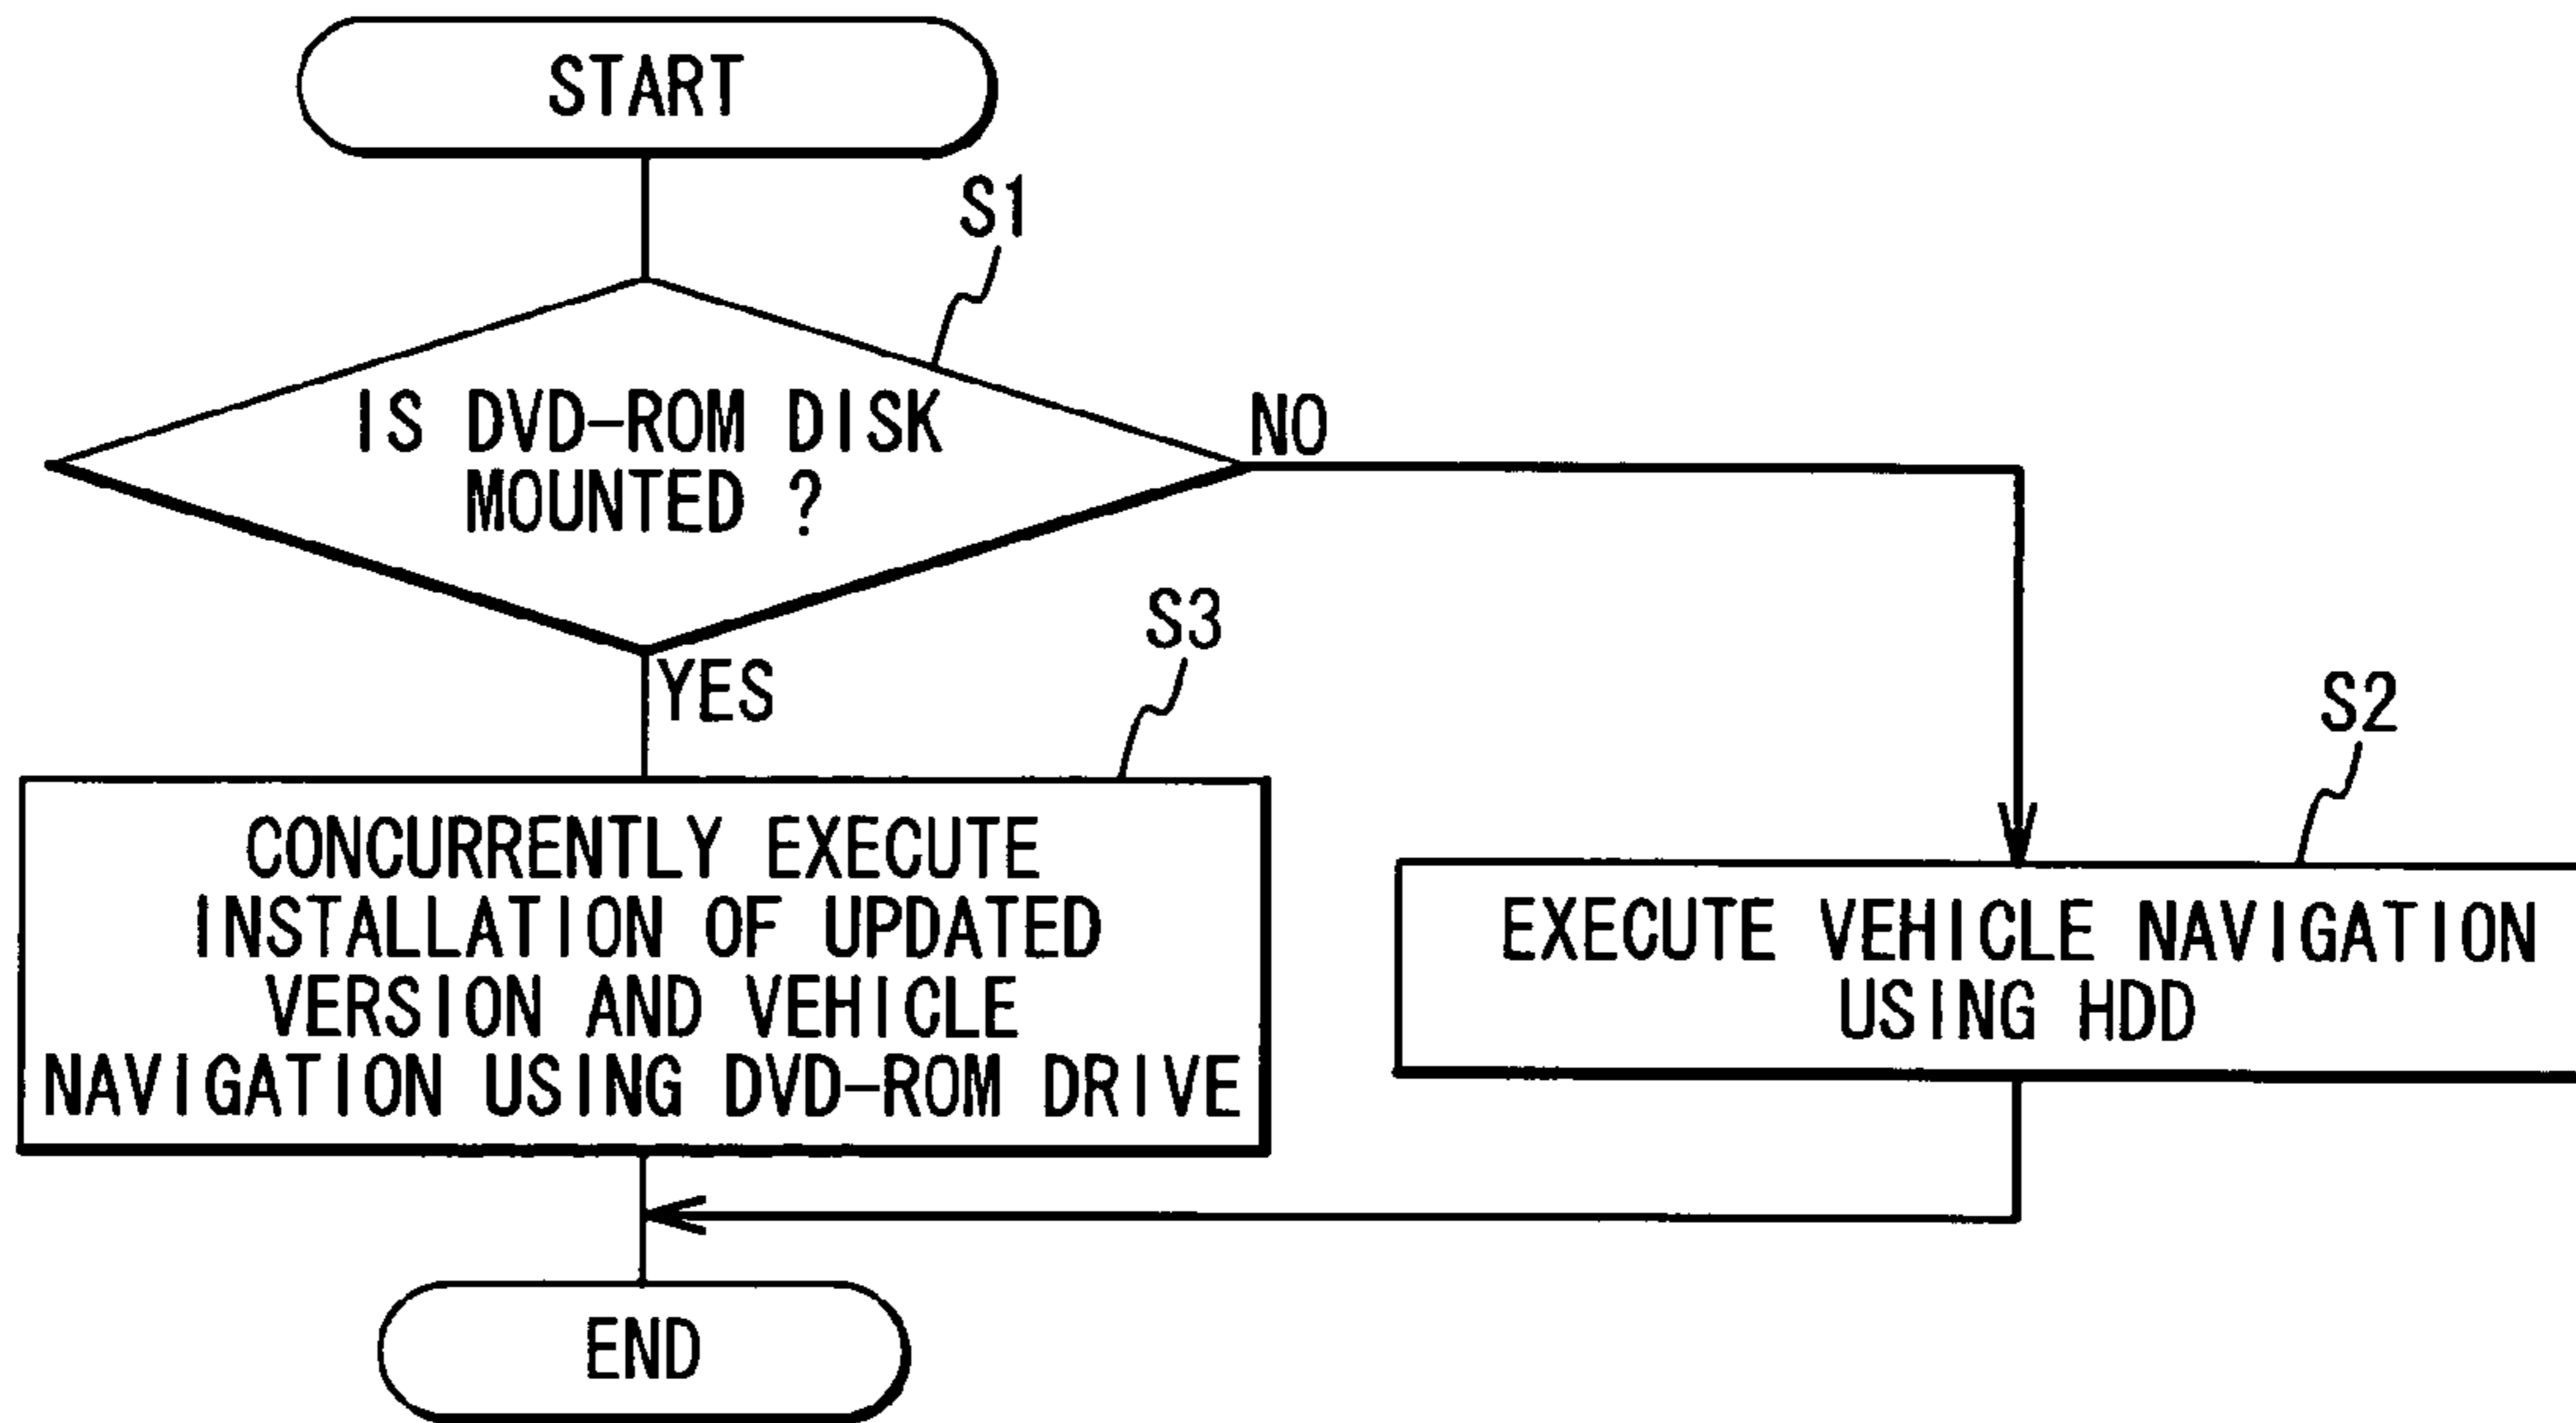 START
S1
IS DVD-ROM DISK
MOUNTED ?
NO
YES
S3
CONCURRENTLY EXECUTE
INSTALLATION OF UPDATED
VERSION AND VEHICLE
NAVIGATION USING DVD-ROM DRIVE
S2
EXECUTE VEHICLE NAVIGATION
USING HDD
END